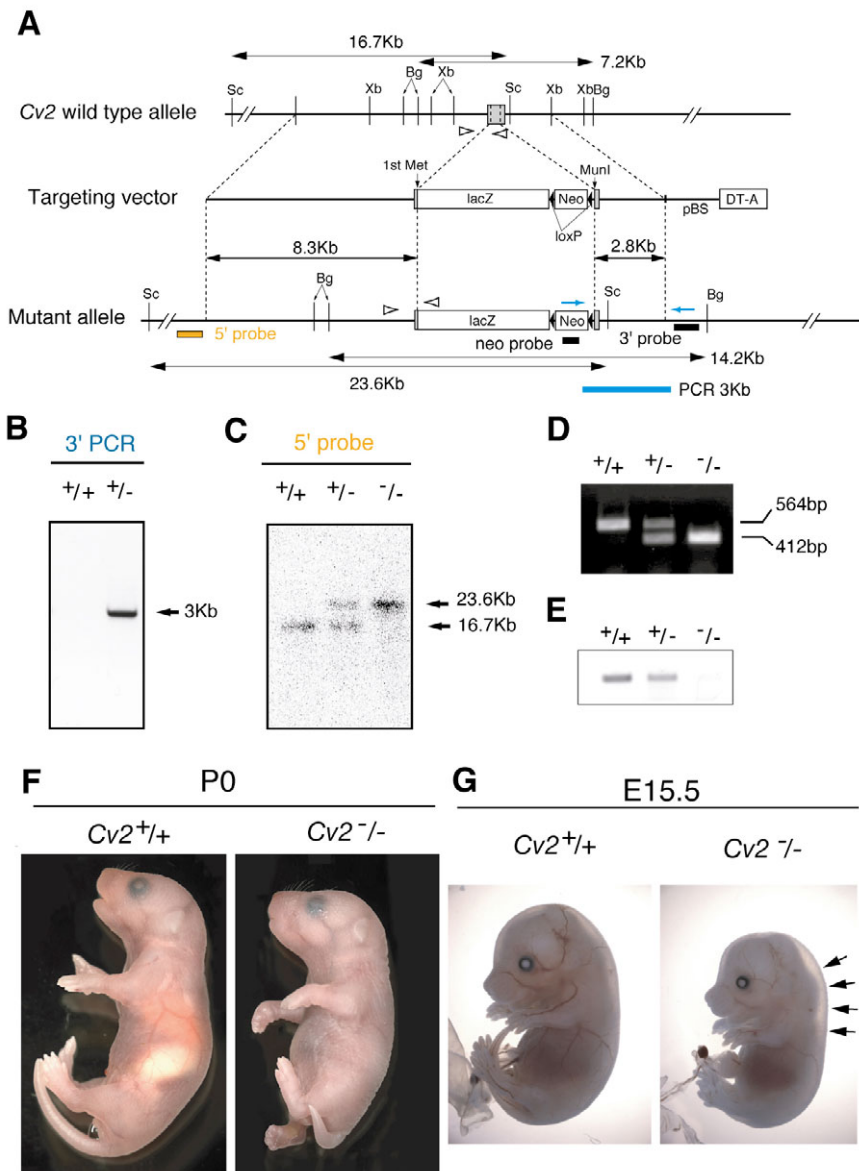 A
16.7Kb
7.2Kb
Sc Xb Bg Xb Sc Xb XbBg
Cv2 wild type allele
1st Met MunI
Targeting vector
lacZ Neo pBS DT-A
loxP
8.3Kb 2.8Kb
Sc Bg Sc Bg
Mutant allele
lacZ Neo
5' probe neo probe 3' probe
14.2Kb
23.6Kb
PCR 3Kb
B
3' PCR
+/+ +/-
3Kb
C
5' probe
+/+ +/- -/-
23.6Kb
16.7Kb
D
+/+ +/- -/-
564bp
412bp
E
+/+ +/- -/-
F
P0
Cv2+/+ Cv2-/-
G
E15.5
Cv2+/+ Cv2 -/-